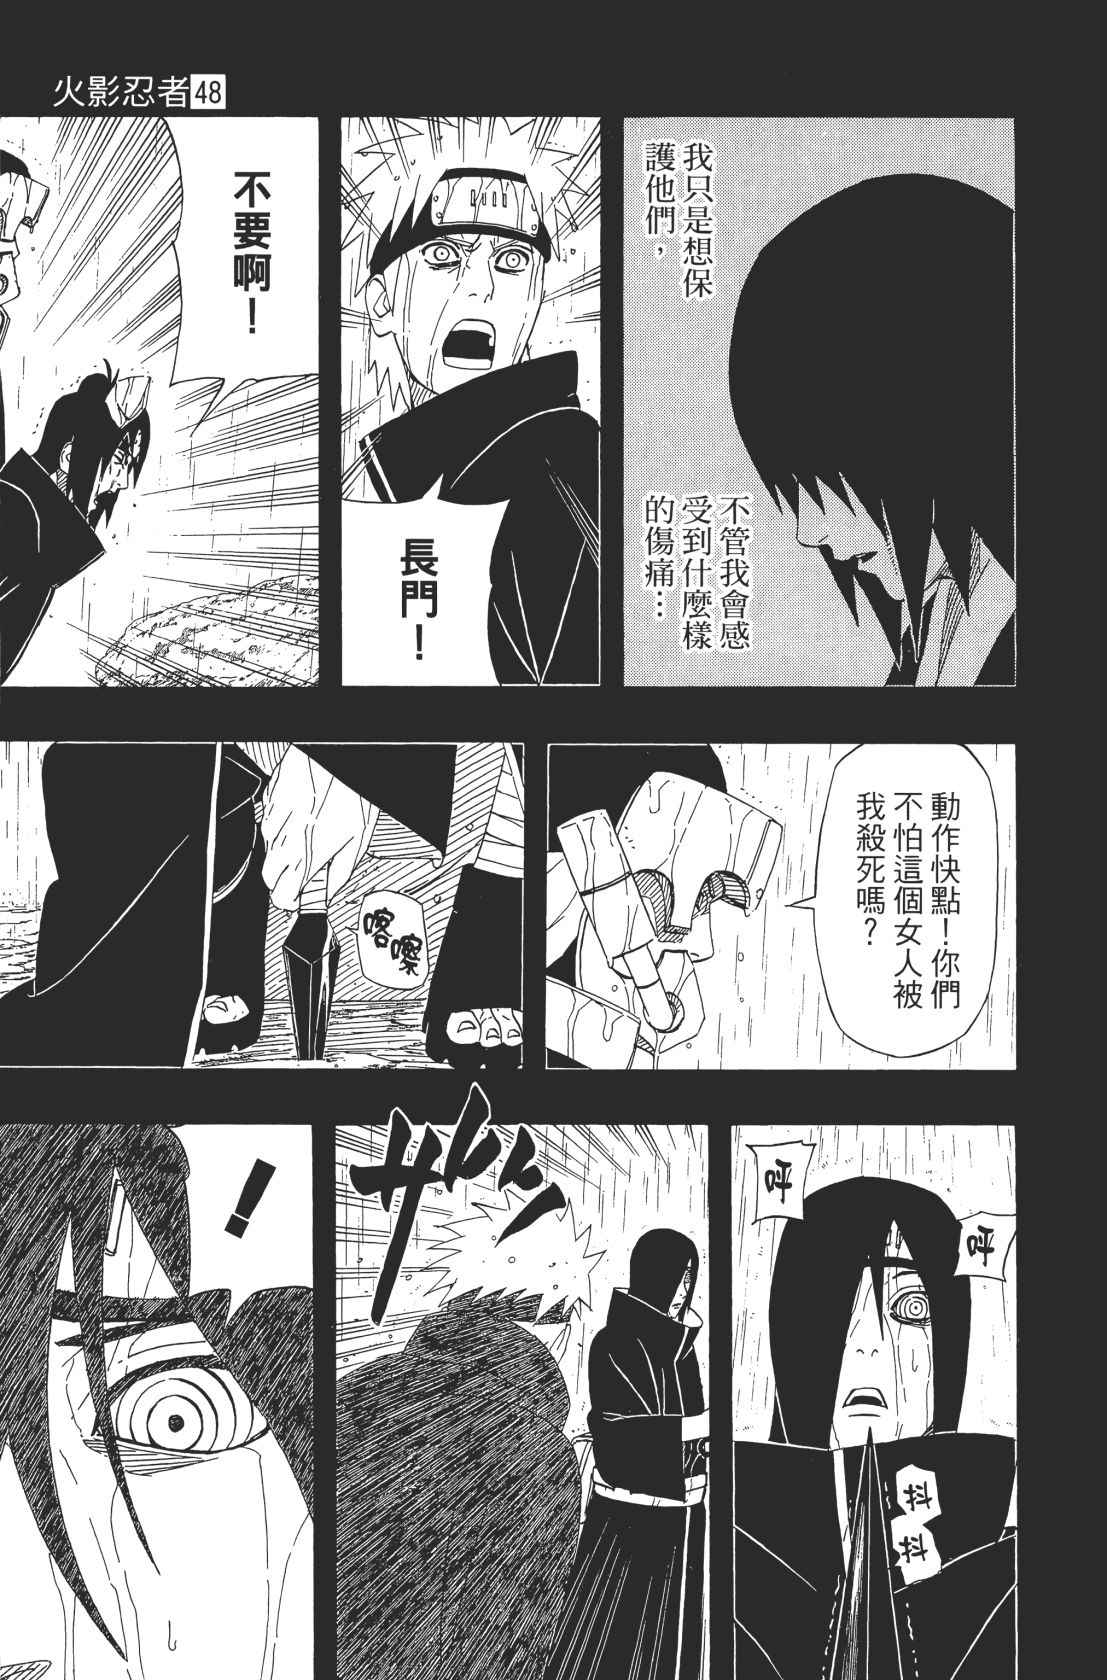 火影忍者48
我只是想保
護他們，
不管我會感
受到什麼樣
的傷痛…
長門！
不要啊！
動作快點！你們
不怕這個女人被
我殺死嗎？
喀嚓
呼
呼
抖
抖
ザッ
！